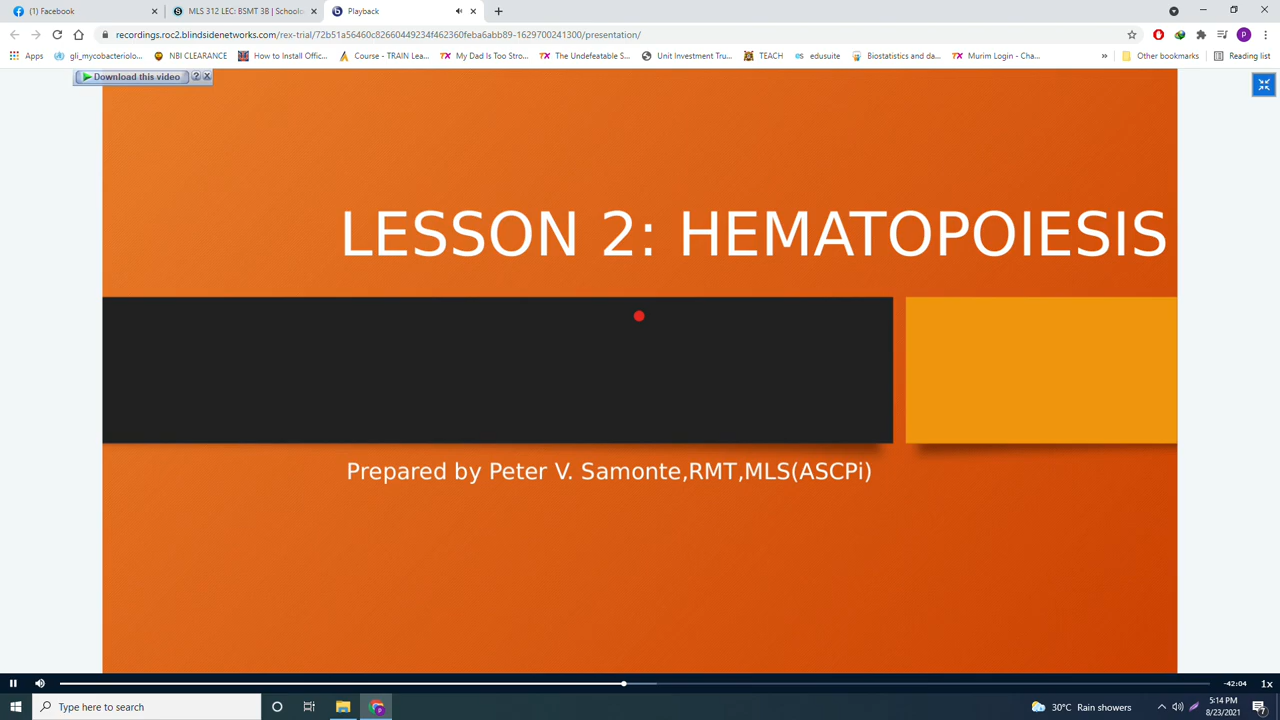 (1) Facebook
MLS 312 LEC: BSMT 3B | Schoolo
Playback
recordings.roc2.blindsidenetworks.com/rex-trial/72b51a56460c82660449234f462360feba6abb89-1629700241300/presentation/
Apps
gli_mycobacteriolo...
NBI CLEARANCE
How to Install Offic...
Course - TRAIN Lea...
My Dad Is Too Stro...
The Undefeatable S...
Unit Investment Tru...
TEACH
edusuite
Biostatistics and da...
Murim Login - Cha...
»
Other bookmarks
Reading list
Download this video
?
LESSON 2: HEMATOPOIESIS
Prepared by Peter V. Samonte,RMT,MLS(ASCPi)
-42:04
1x
Type here to search
30°C Rain showers
5:14 PM
8/23/2021